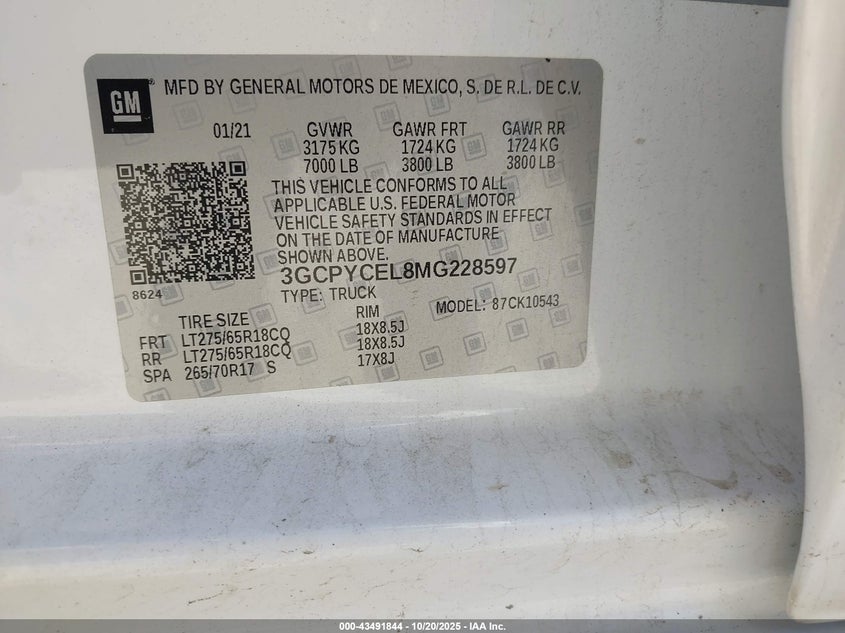 GM
MFD BY GENERAL MOTORS DE MEXICO, S. DE R.L. DE C.V.
01/21 GVWR GAWR FRT GAWR RR
3175 KG 1724 KG 1724 KG
7000 LB 3800 LB 3800 LB
THIS VEHICLE CONFORMS TO ALL
APPLICABLE U.S. FEDERAL MOTOR
VEHICLE SAFETY STANDARDS IN EFFECT
ON THE DATE OF MANUFACTURE
SHOWN ABOVE.
8624
3GCPYCEL8MG228597
TYPE: TRUCK MODEL: 87CK10543
TIRE SIZE RIM
FRT LT275/65R18CQ 18X8.5J
RR LT275/65R18CQ 18X8.5J
SPA 265/70R17 S 17X8J
000-43491844 | 10/20/2025 - IAA Inc.